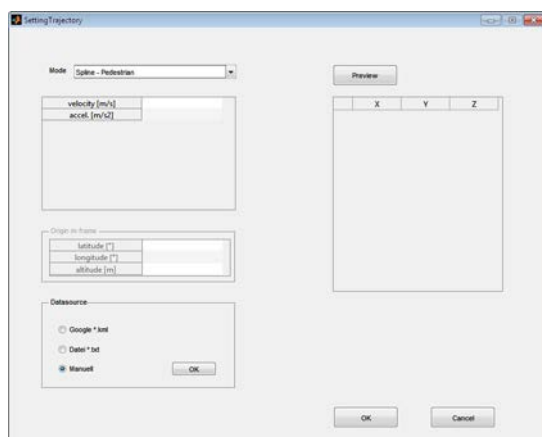 SettingTrajectory
Mode Spline - Pedestrian
Preview
velocity [m/s]
accel. [m/s2]
X Y Z
Origin m-frame
latitude [°]
longitude [°]
altitude [m]
Datasource
Google *.kml
Datei *.txt
Manuell OK
OK Cancel